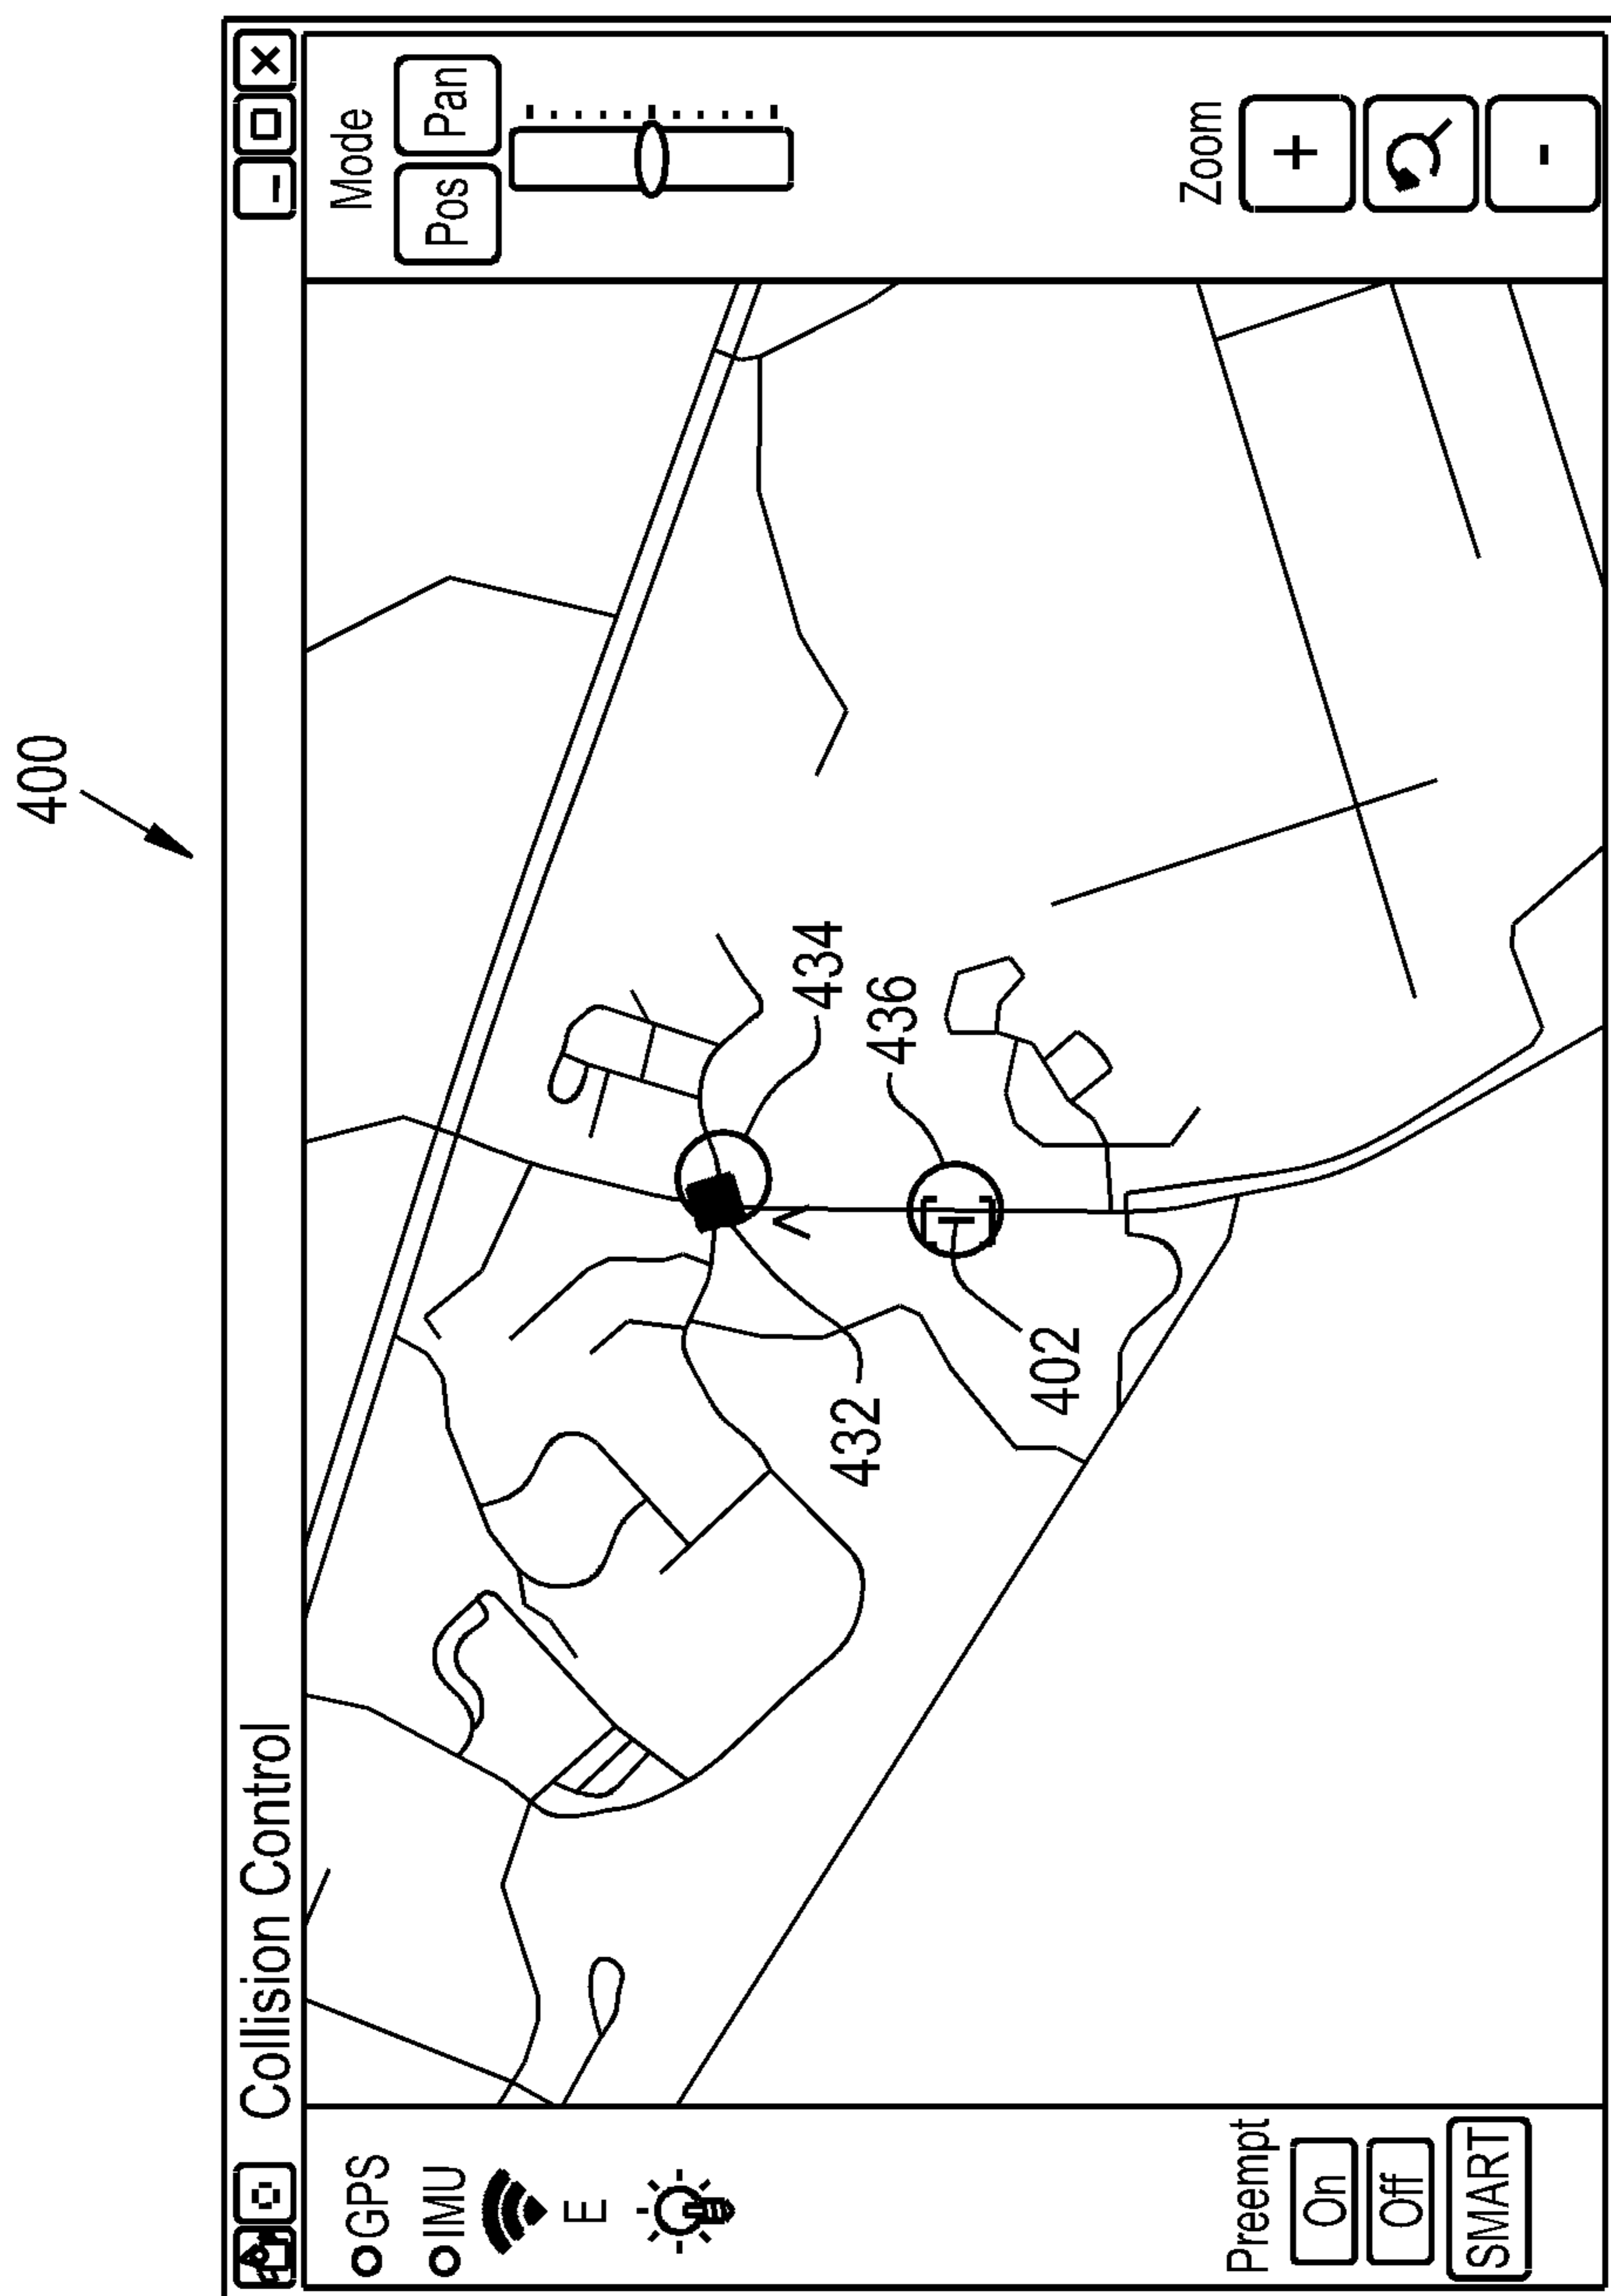 400
Collision Control
GPS
IMU
E
Preempt
On
Off
SMART
Mode
Pos Pan
Zoom
+
-
434
436
432
402